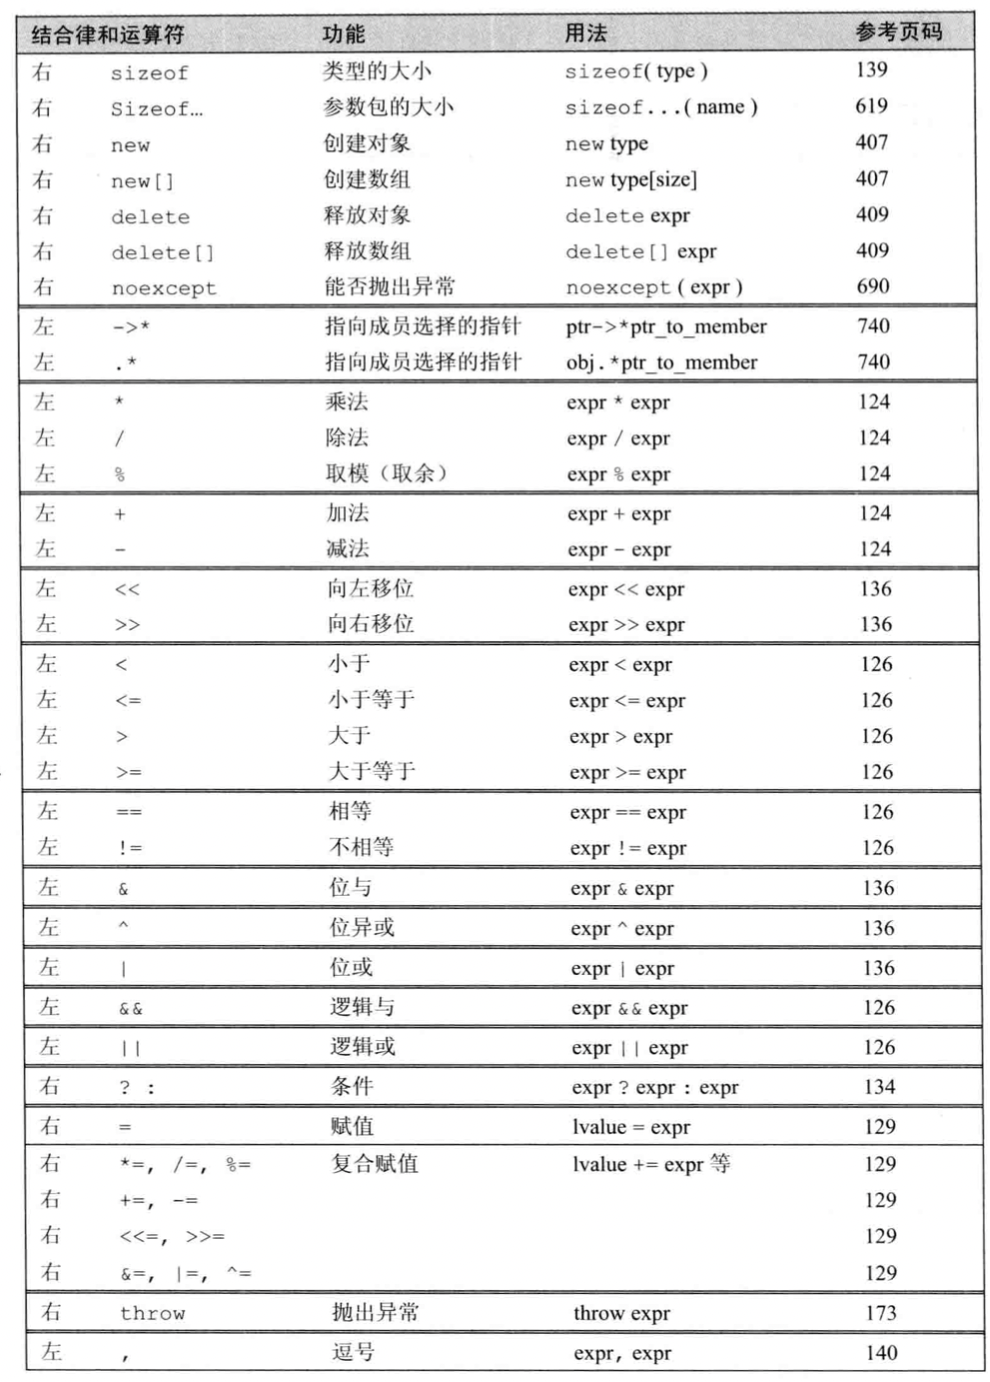 结合律和运算符 功能 用法 参考页码
右 sizeof 类型的大小 sizeof( type ) 139
右 Sizeof… 参数包的大小 sizeof...( name ) 619
右 new 创建对象 new type 407
右 new[] 创建数组 new type[size] 407
右 delete 释放对象 delete expr 409
右 delete[] 释放数组 delete[] expr 409
右 noexcept 能否抛出异常 noexcept ( expr ) 690
左 ->* 指向成员选择的指针 ptr->*ptr_to_member 740
左 .* 指向成员选择的指针 obj.*ptr_to_member 740
左 * 乘法 expr * expr 124
左 / 除法 expr / expr 124
左 % 取模（取余） expr % expr 124
左 + 加法 expr + expr 124
左 - 减法 expr - expr 124
左 << 向左移位 expr << expr 136
左 >> 向右移位 expr >> expr 136
左 < 小于 expr < expr 126
左 <= 小于等于 expr <= expr 126
左 > 大于 expr > expr 126
左 >= 大于等于 expr >= expr 126
左 == 相等 expr == expr 126
左 != 不相等 expr != expr 126
左 & 位与 expr & expr 136
左 ^ 位异或 expr ^ expr 136
左 | 位或 expr | expr 136
左 && 逻辑与 expr && expr 126
左 || 逻辑或 expr || expr 126
右 ? : 条件 expr ? expr : expr 134
右 = 赋值 lvalue = expr 129
右 *=, /=, %= 复合赋值 lvalue += expr 等 129
右 +=, -= 129
右 <<=, >>= 129
右 &=, |=, ^= 129
右 throw 抛出异常 throw expr 173
左 , 逗号 expr, expr 140